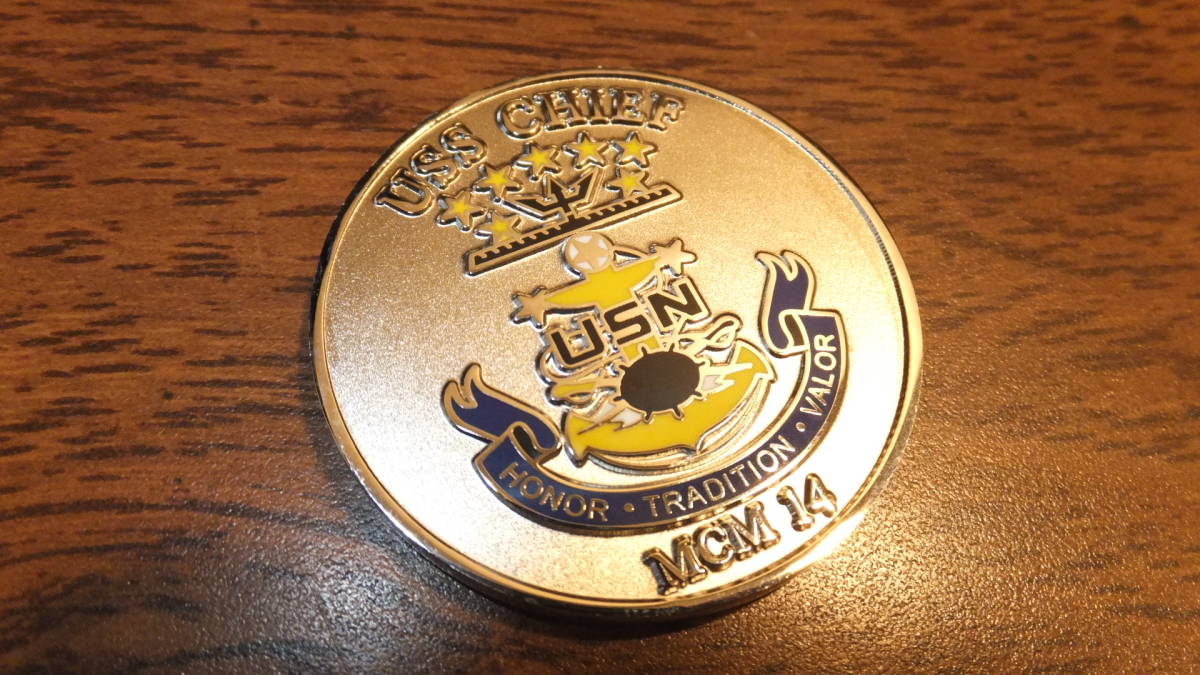 USS CHIEF
USN
HONOR • TRADITION • VALOR
MCM 14